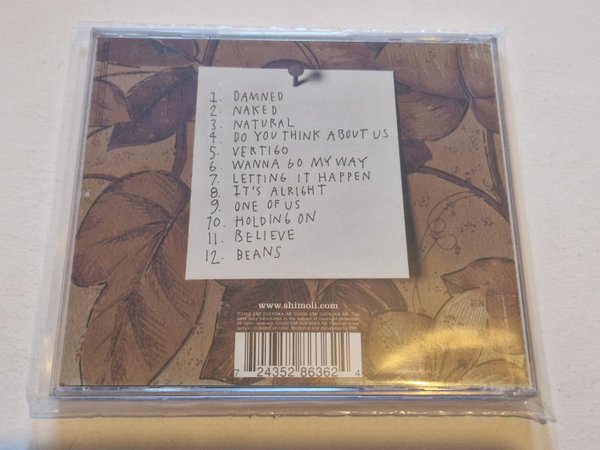 1. DAMNED
2. NAKED
3. NATURAL
4. DO YOU THINK ABOUT US
5. VERTIGO
6. WANNA GO MY WAY
7. LETTING IT HAPPEN
8. IT'S ALRIGHT
9. ONE OF US
10. HOLDING ON
11. BELIEVE
12. BEANS
www.shimoli.com
7 24352 86362 4